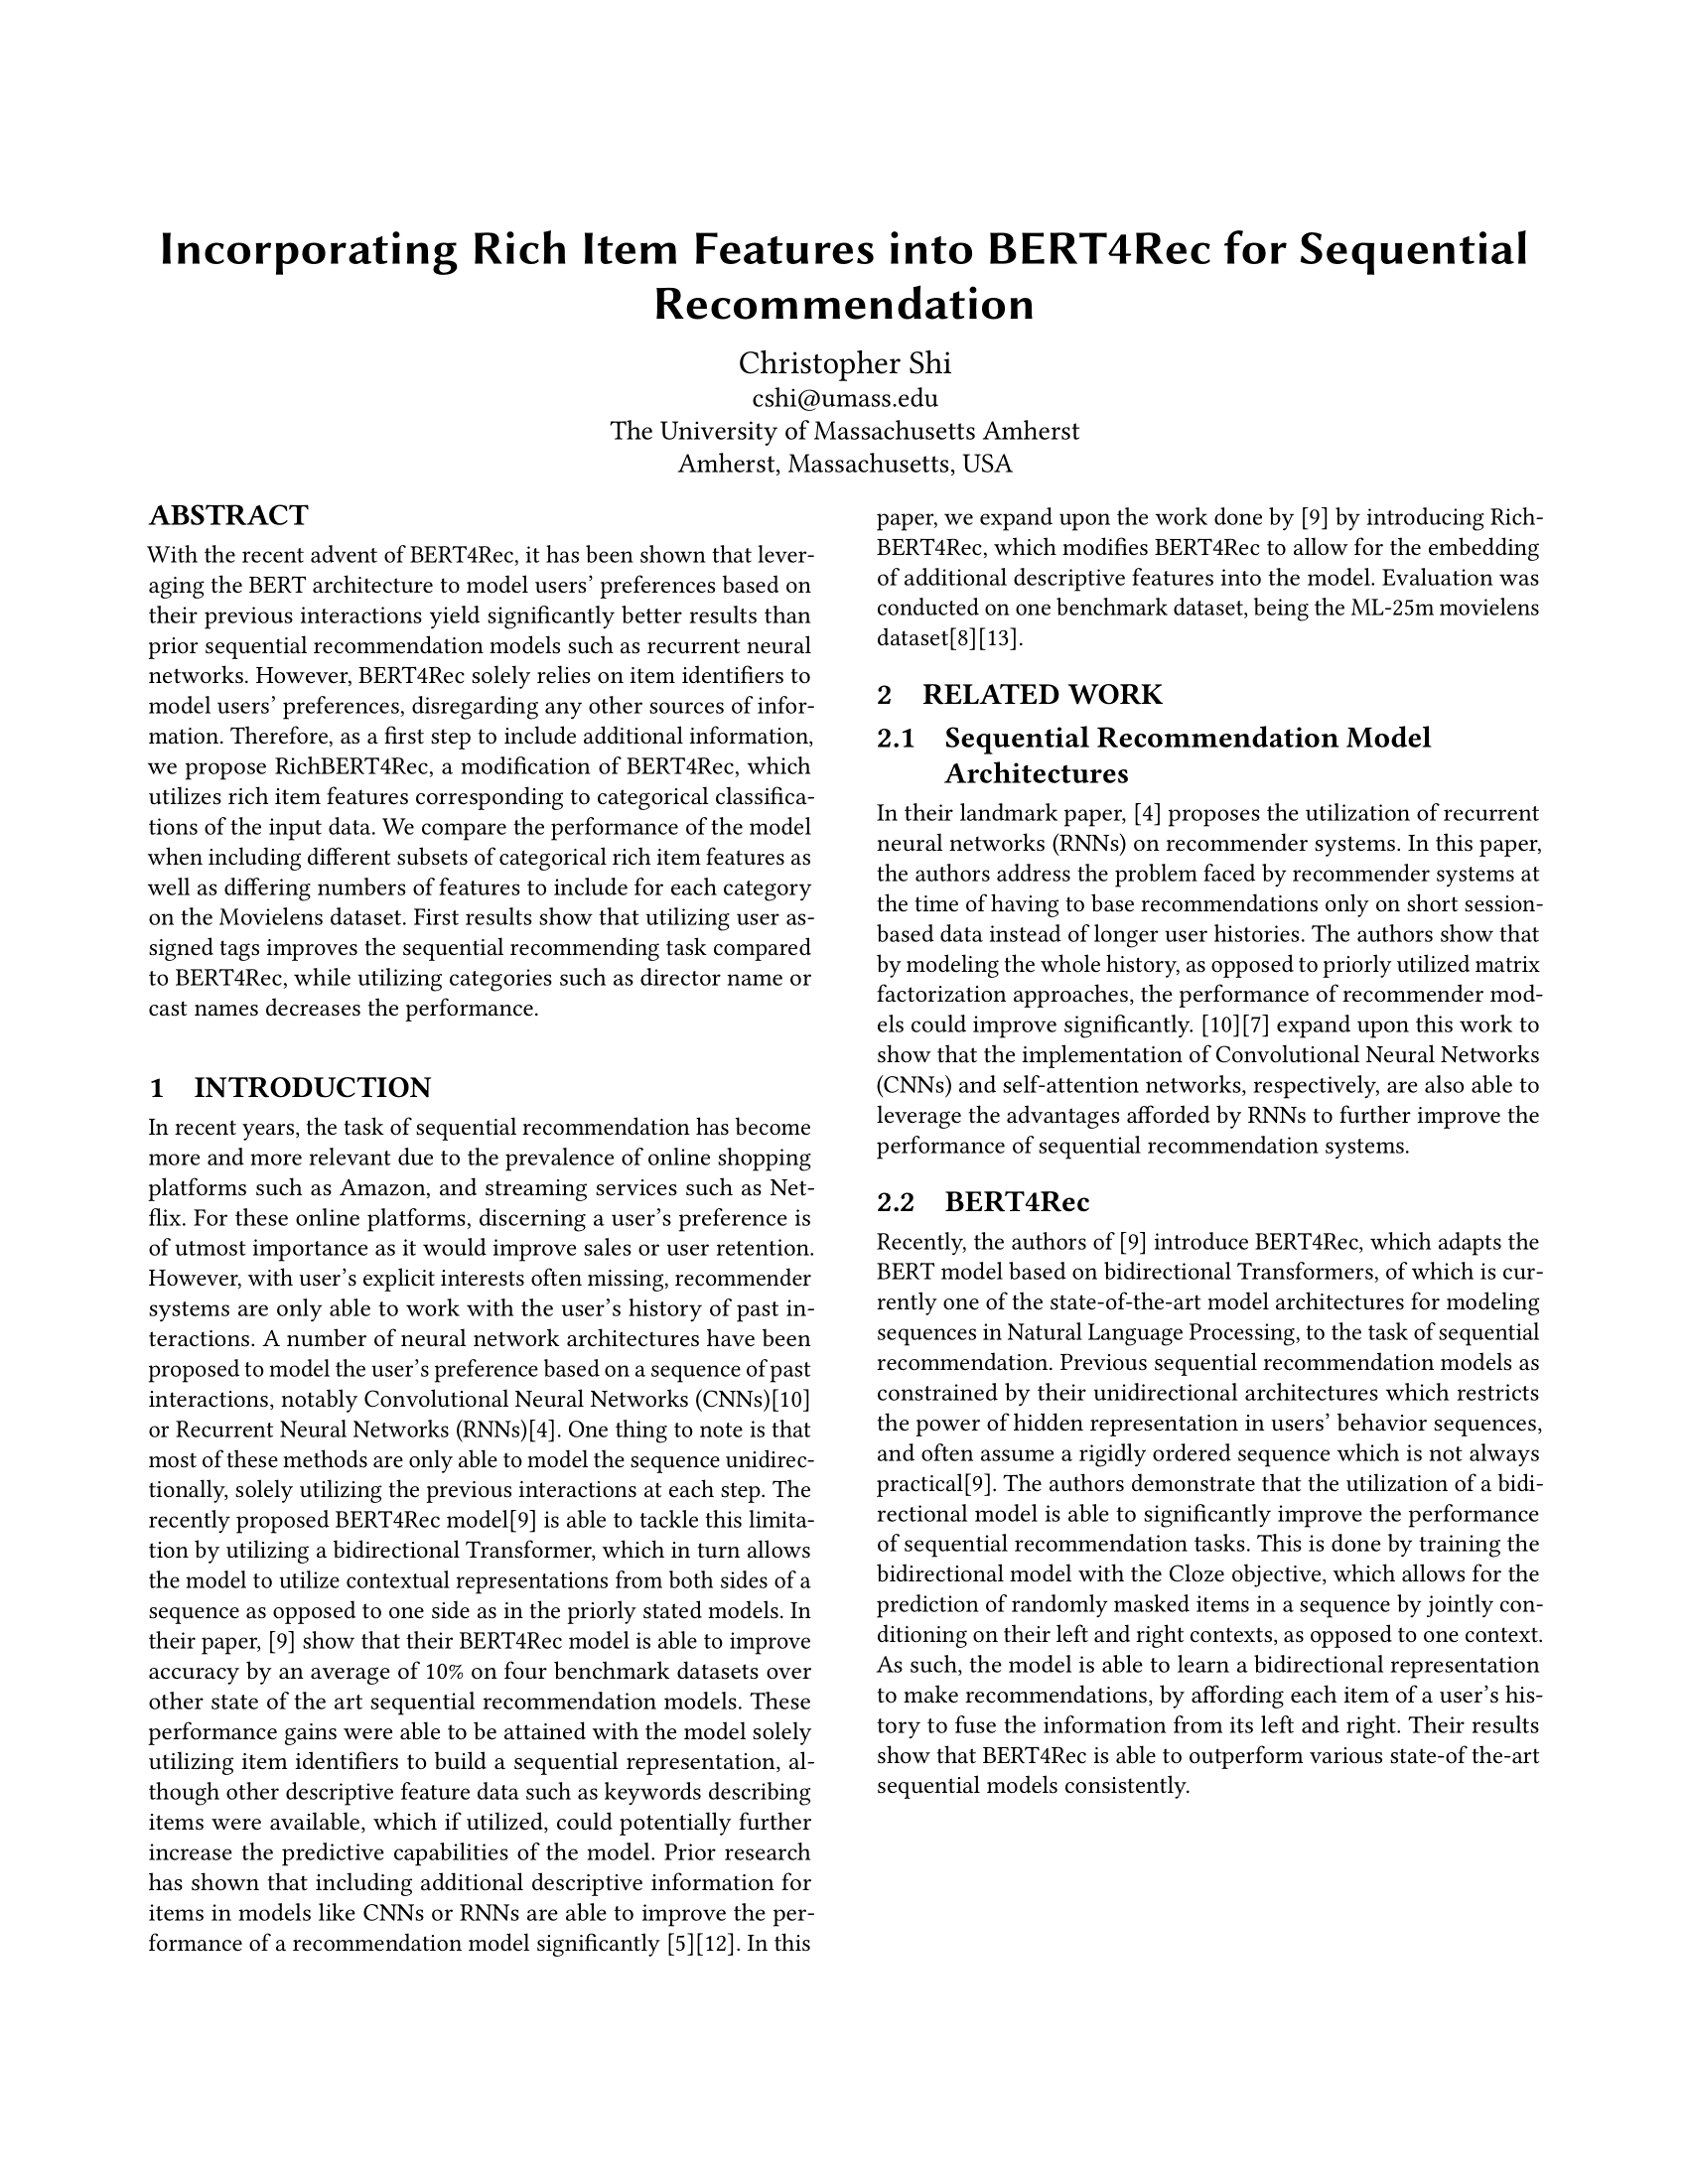 Incorporating Rich Item Features into BERT4Rec for Sequential
Recommendation
Christopher Shi
cshi@umass.edu
The University of Massachusetts Amherst
Amherst, Massachusetts, USA
ABSTRACT
With the recent advent of BERT4Rec, it has been shown that lever-
aging the BERT architecture to model users' preferences based on
their previous interactions yield significantly better results than
prior sequential recommendation models such as recurrent neural
networks. However, BERT4Rec solely relies on item identifiers to
model users' preferences, disregarding any other sources of infor-
mation. Therefore, as a first step to include additional information,
we propose RichBERT4Rec, a modification of BERT4Rec, which
utilizes rich item features corresponding to categorical classifica-
tions of the input data. We compare the performance of the model
when including different subsets of categorical rich item features as
well as differing numbers of features to include for each category
on the Movielens dataset. First results show that utilizing user as-
signed tags improves the sequential recommending task compared
to BERT4Rec, while utilizing categories such as director name or
cast names decreases the performance.
1 INTRODUCTION
In recent years, the task of sequential recommendation has become
more and more relevant due to the prevalence of online shopping
platforms such as Amazon, and streaming services such as Net-
flix. For these online platforms, discerning a user's preference is
of utmost importance as it would improve sales or user retention.
However, with user's explicit interests often missing, recommender
systems are only able to work with the user's history of past in-
teractions. A number of neural network architectures have been
proposed to model the user's preference based on a sequence of past
interactions, notably Convolutional Neural Networks (CNNs)[10]
or Recurrent Neural Networks (RNNs)[4]. One thing to note is that
most of these methods are only able to model the sequence unidirec-
tionally, solely utilizing the previous interactions at each step. The
recently proposed BERT4Rec model[9] is able to tackle this limita-
tion by utilizing a bidirectional Transformer, which in turn allows
the model to utilize contextual representations from both sides of a
sequence as opposed to one side as in the priorly stated models. In
their paper, [9] show that their BERT4Rec model is able to improve
accuracy by an average of 10% on four benchmark datasets over
other state of the art sequential recommendation models. These
performance gains were able to be attained with the model solely
utilizing item identifiers to build a sequential representation, al-
though other descriptive feature data such as keywords describing
items were available, which if utilized, could potentially further
increase the predictive capabilities of the model. Prior research
has shown that including additional descriptive information for
items in models like CNNs or RNNs are able to improve the per-
formance of a recommendation model significantly [5][12]. In this
paper, we expand upon the work done by [9] by introducing Rich-
BERT4Rec, which modifies BERT4Rec to allow for the embedding
of additional descriptive features into the model. Evaluation was
conducted on one benchmark dataset, being the ML-25m movielens
dataset[8][13].
2 RELATED WORK
2.1 Sequential Recommendation Model
Architectures
In their landmark paper, [4] proposes the utilization of recurrent
neural networks (RNNs) on recommender systems. In this paper,
the authors address the problem faced by recommender systems at
the time of having to base recommendations only on short session-
based data instead of longer user histories. The authors show that
by modeling the whole history, as opposed to priorly utilized matrix
factorization approaches, the performance of recommender mod-
els could improve significantly. [10][7] expand upon this work to
show that the implementation of Convolutional Neural Networks
(CNNs) and self-attention networks, respectively, are also able to
leverage the advantages afforded by RNNs to further improve the
performance of sequential recommendation systems.
2.2 BERT4Rec
Recently, the authors of [9] introduce BERT4Rec, which adapts the
BERT model based on bidirectional Transformers, of which is cur-
rently one of the state-of-the-art model architectures for modeling
sequences in Natural Language Processing, to the task of sequential
recommendation. Previous sequential recommendation models as
constrained by their unidirectional architectures which restricts
the power of hidden representation in users' behavior sequences,
and often assume a rigidly ordered sequence which is not always
practical[9]. The authors demonstrate that the utilization of a bidi-
rectional model is able to significantly improve the performance
of sequential recommendation tasks. This is done by training the
bidirectional model with the Cloze objective, which allows for the
prediction of randomly masked items in a sequence by jointly con-
ditioning on their left and right contexts, as opposed to one context.
As such, the model is able to learn a bidirectional representation
to make recommendations, by affording each item of a user's his-
tory to fuse the information from its left and right. Their results
show that BERT4Rec is able to outperform various state-of the-art
sequential models consistently.